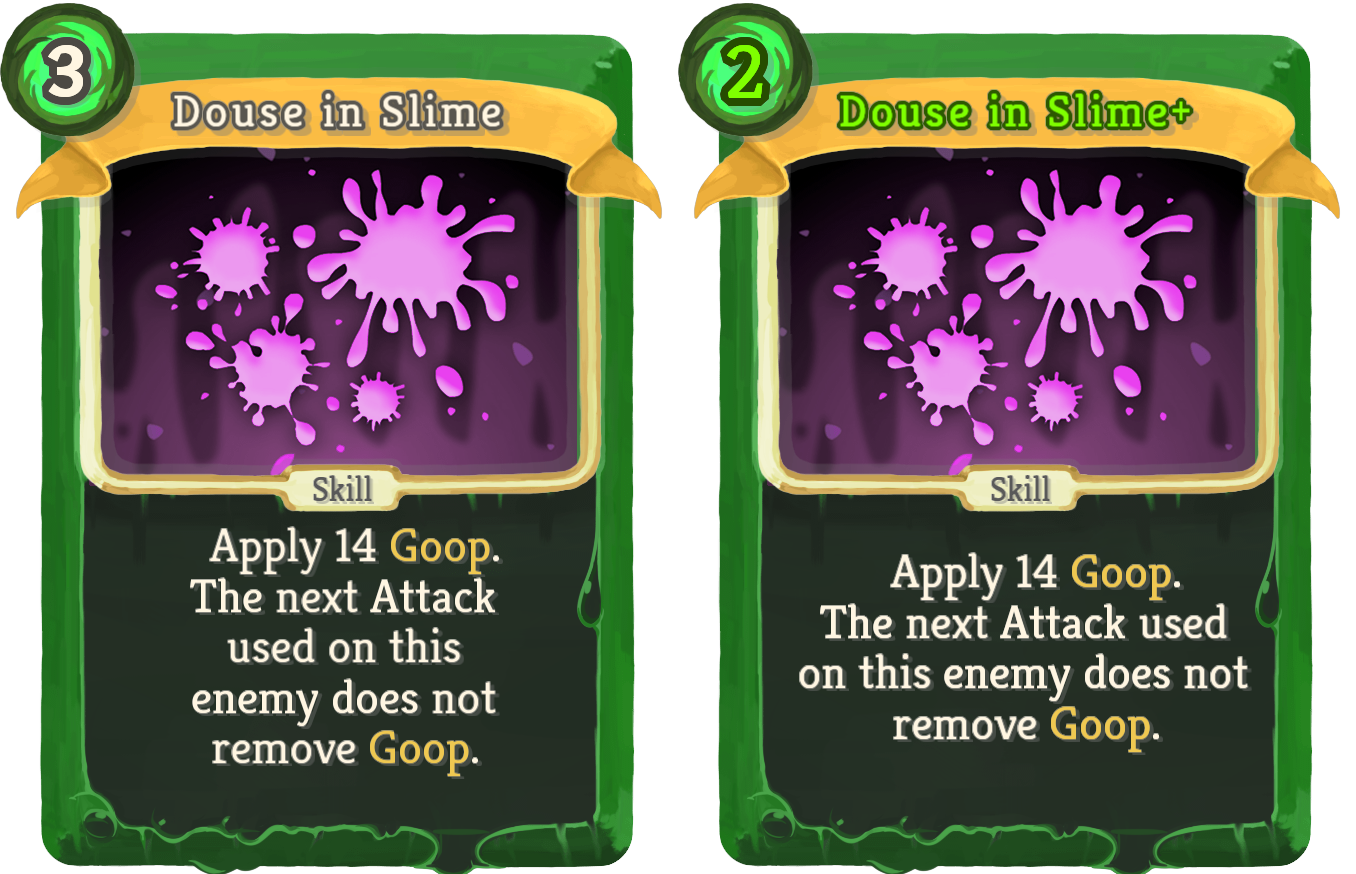 3
Douse in Slime
Skill
Apply 14 Goop.
The next Attack
used on this
enemy does not
remove Goop.
2
Douse in Slime+
Skill
Apply 14 Goop.
The next Attack used
on this enemy does not
remove Goop.